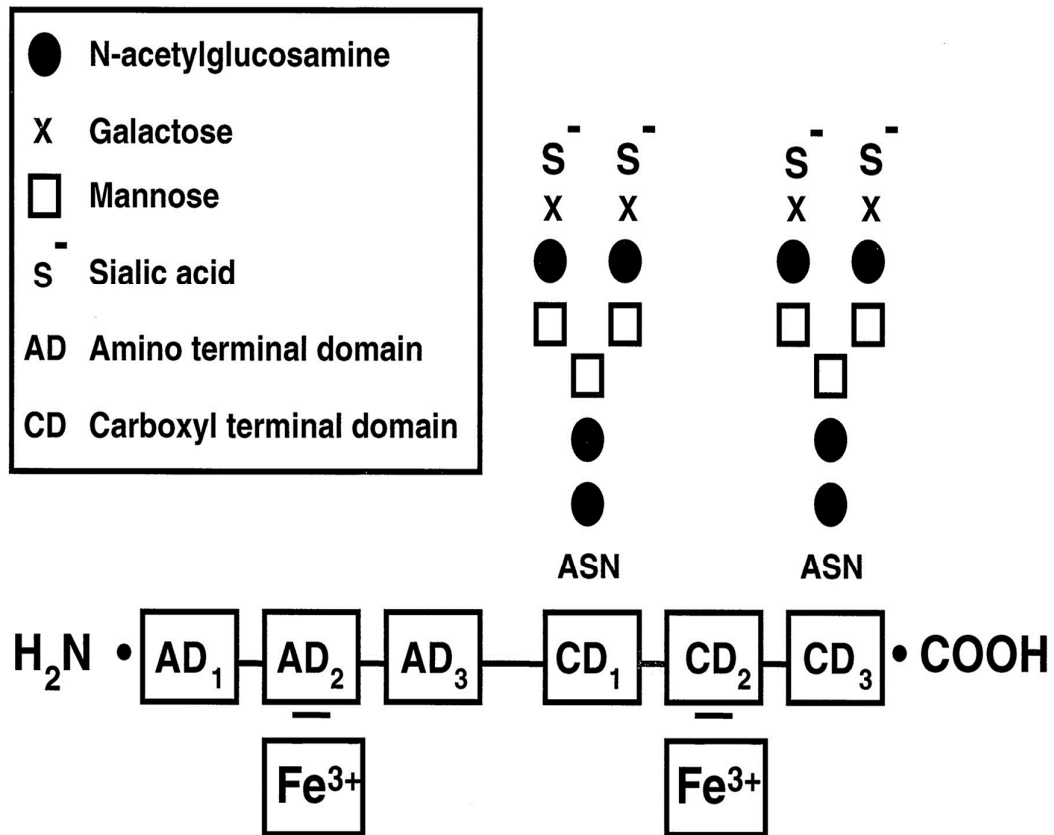 N-acetylglucosamine
X Galactose
Mannose
S⁻ Sialic acid
AD Amino terminal domain
CD Carboxyl terminal domain
S⁻ S⁻ S⁻ S⁻
X X X X
ASN ASN
H₂N • AD₁ AD₂ AD₃ CD₁ CD₂ CD₃ • COOH
Fe³⁺ Fe³⁺